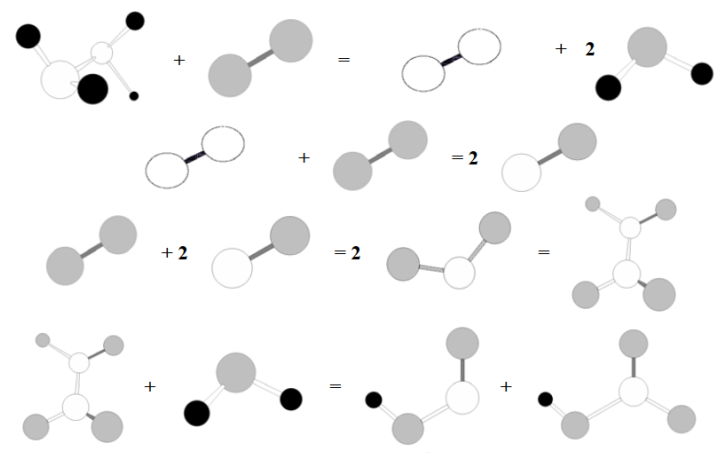 + = + 2
+ = 2
+ 2 = 2 =
+ = +